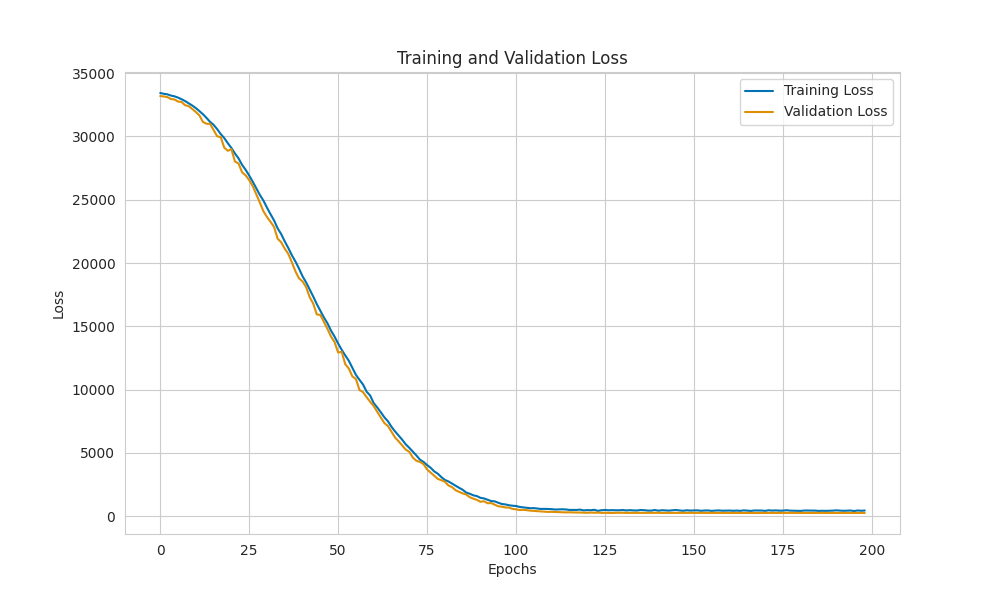 Training and Validation Loss
35000
30000
25000
20000
15000
10000
5000
0
Loss
Training Loss
Validation Loss
0 25 50 75 100 125 150 175 200
Epochs